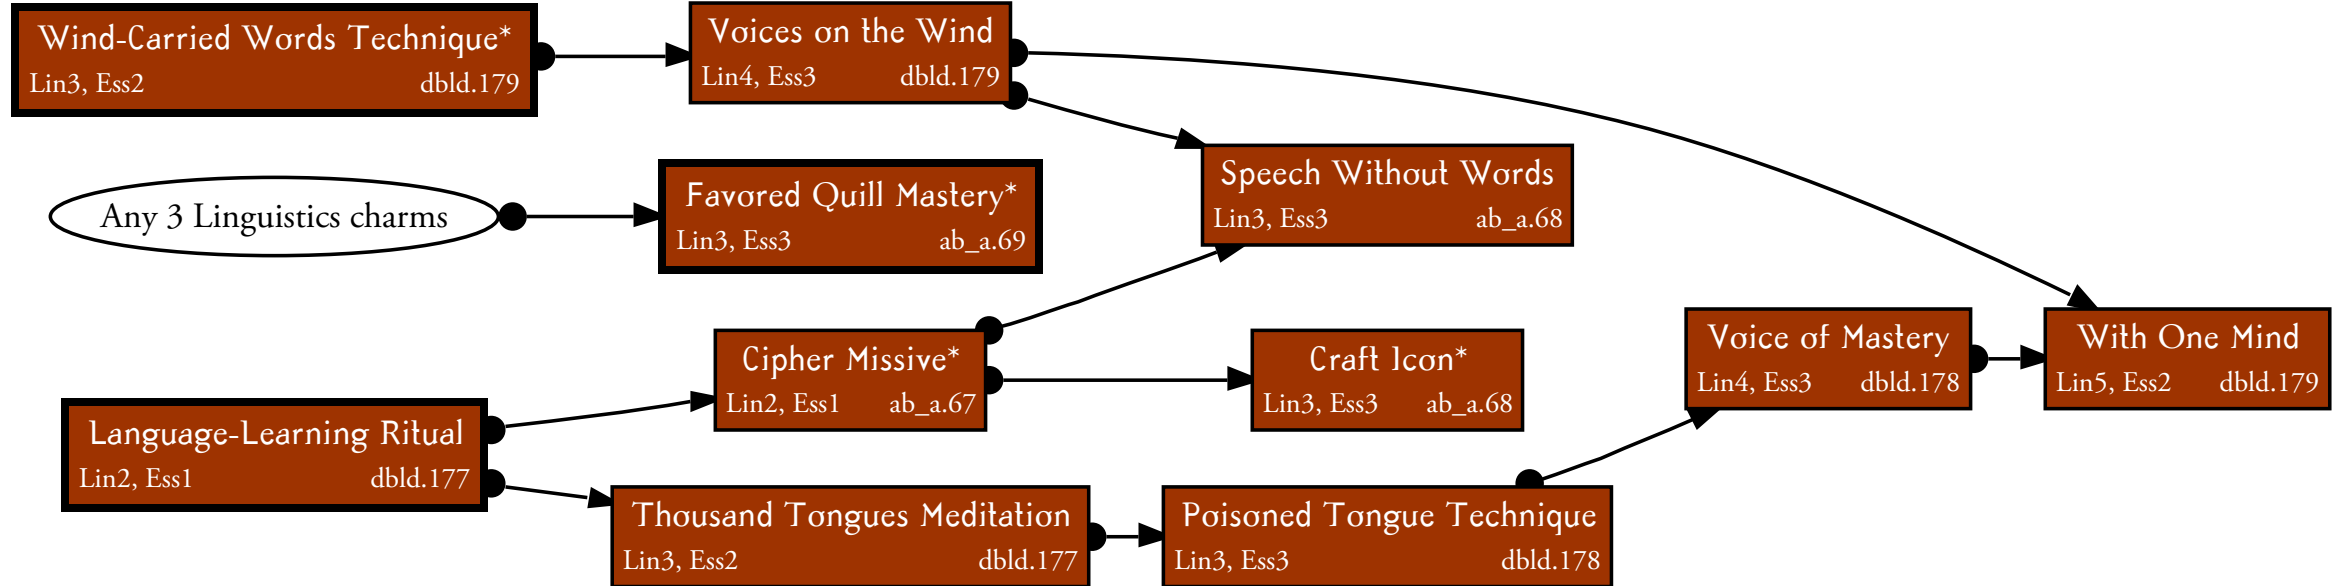 Wind-Carried Words Technique*
Lin3, Ess2 dbld.179
Voices on the Wind
Lin4, Ess3 dbld.179
Any 3 Linguistics charms
Favored Quill Mastery*
Lin3, Ess3 ab_a.69
Speech Without Words
Lin3, Ess3 ab_a.68
Language-Learning Ritual
Lin2, Ess1 dbld.177
Cipher Missive*
Lin2, Ess1 ab_a.67
Craft Icon*
Lin3, Ess3 ab_a.68
Voice of Mastery
Lin4, Ess3 dbld.178
With One Mind
Lin5, Ess2 dbld.179
Thousand Tongues Meditation
Lin3, Ess2 dbld.177
Poisoned Tongue Technique
Lin3, Ess3 dbld.178